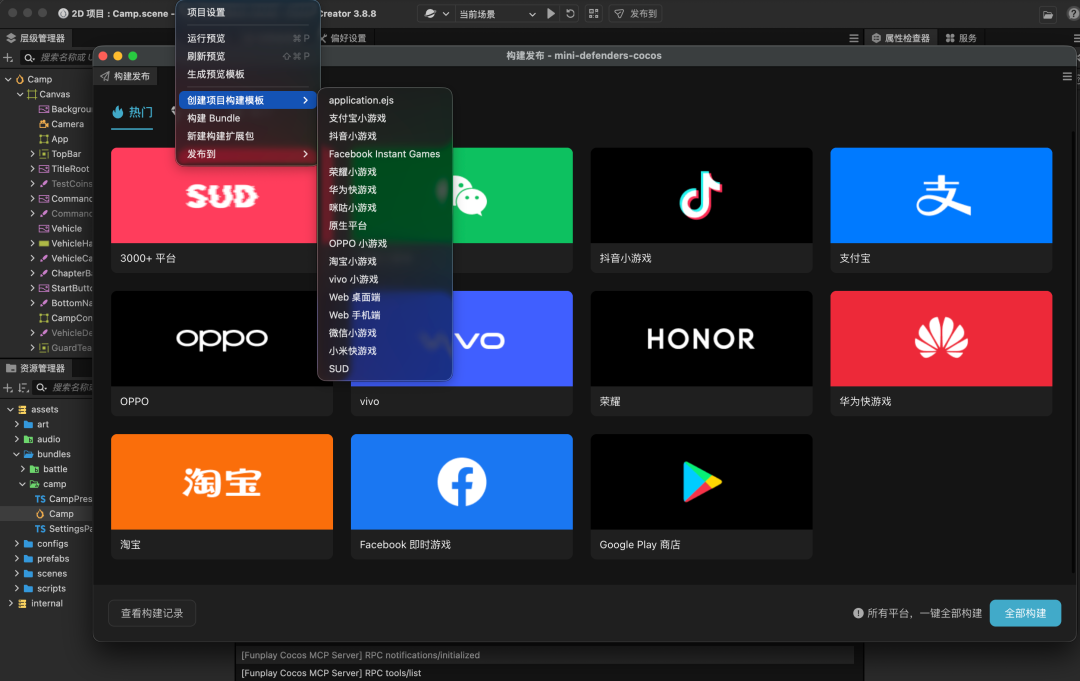 2D 项目：Camp.scene -
Creator 3.8.8
当前场景
发布到
项目设置
运行预览 ⌘ P
刷新预览 ⇧ ⌘ P
生成预览模板
创建项目构建模板
构建 Bundle
新建构建扩展包
发布到
application.ejs
支付宝小游戏
抖音小游戏
Facebook Instant Games
荣耀小游戏
华为快游戏
咪咕小游戏
原生平台
OPPO 小游戏
淘宝小游戏
vivo 小游戏
Web 桌面端
Web 手机端
微信小游戏
小米快游戏
SUD
层级管理器
偏好设置
属性检查器
服务
搜索名称或 U
Camp
Canvas
Backgrou
Camera
App
TopBar
TitleRoot
TestCoins
Command
Command
Vehicle
VehicleHa
VehicleCa
ChapterBa
StartButto
BottomNa
CampCon
VehicleDe
GuardTea
资源管理器
搜索名称或
assets
art
audio
bundles
battle
camp
TS CampPres
Camp
TS SettingsPa
configs
prefabs
scenes
scripts
internal
构建发布 - mini-defenders-cocos
构建发布
热门
SUD
3000+ 平台
抖音小游戏
支
支付宝
oppo
OPPO
vivo
vivo
HONOR
荣耀
华为快游戏
淘宝
淘宝
Facebook 即时游戏
Google Play 商店
查看构建记录
所有平台，一键全部构建
全部构建
[Funplay Cocos MCP Server] RPC notifications/initialized
[Funplay Cocos MCP Server] RPC tools/list